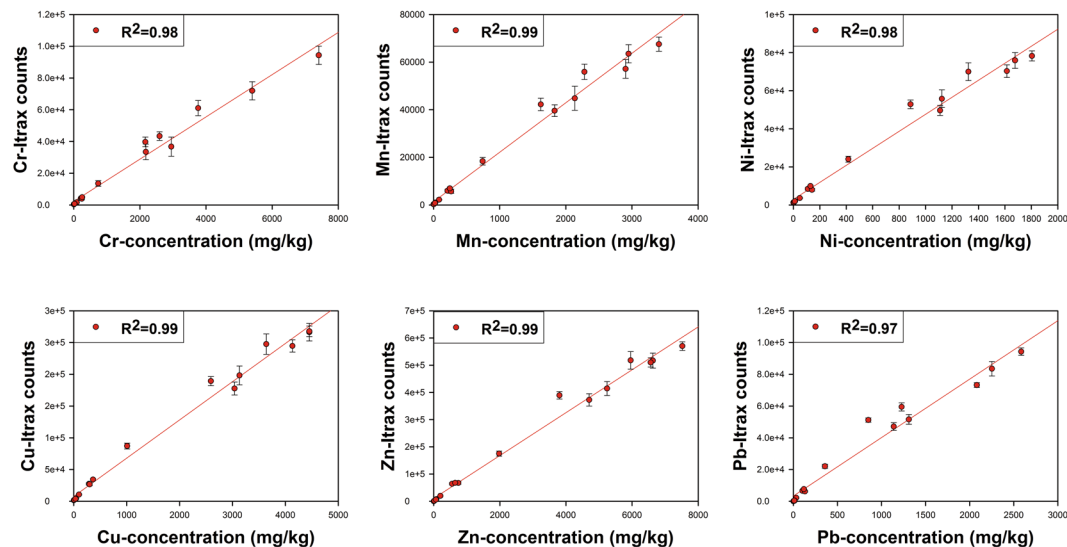 1.2e+5
R²=0.98
1.0e+5
8.0e+4
6.0e+4
4.0e+4
2.0e+4
0.0
Cr-Itrax counts
0 2000 4000 6000 8000
Cr-concentration (mg/kg)
80000
R²=0.99
60000
40000
20000
0
Mn-Itrax counts
0 1000 2000 3000 4000
Mn-concentration (mg/kg)
1e+5
R²=0.98
8e+4
6e+4
4e+4
2e+4
0
Ni-Itrax counts
0 200 400 600 800 1000 1200 1400 1600 1800 2000
Ni-concentration (mg/kg)
3e+5
R²=0.99
3e+5
2e+5
2e+5
1e+5
5e+4
0
Cu-Itrax counts
0 1000 2000 3000 4000 5000
Cu-concentration (mg/kg)
7e+5
R²=0.99
6e+5
5e+5
4e+5
3e+5
2e+5
1e+5
0
Zn-Itrax counts
0 1000 2000 3000 4000 5000 6000 7000 8000
Zn-concentration (mg/kg)
1.2e+5
R²=0.97
1.0e+5
8.0e+4
6.0e+4
4.0e+4
2.0e+4
0.0
Pb-Itrax counts
0 500 1000 1500 2000 2500 3000
Pb-concentration (mg/kg)